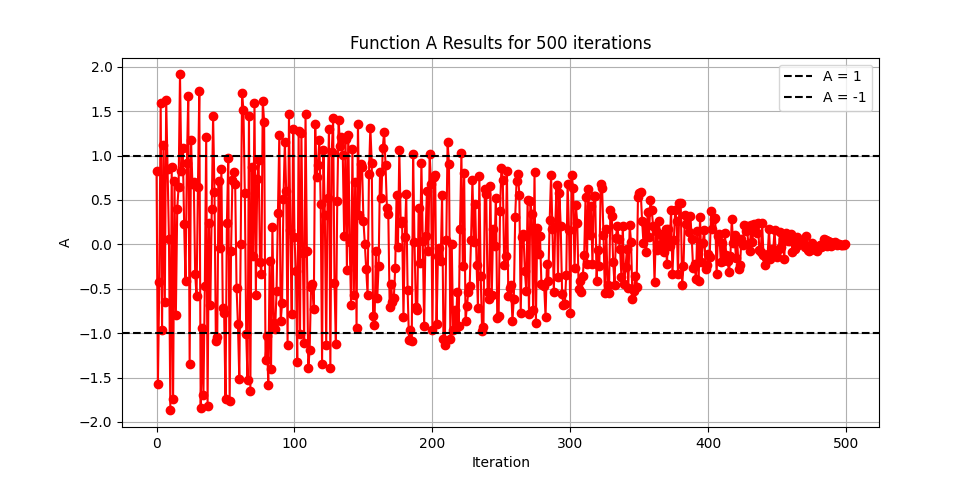 Function A Results for 500 iterations
A = 1
A = -1
2.0
1.5
1.0
0.5
0.0
−0.5
−1.0
−1.5
−2.0
A
0 100 200 300 400 500
Iteration